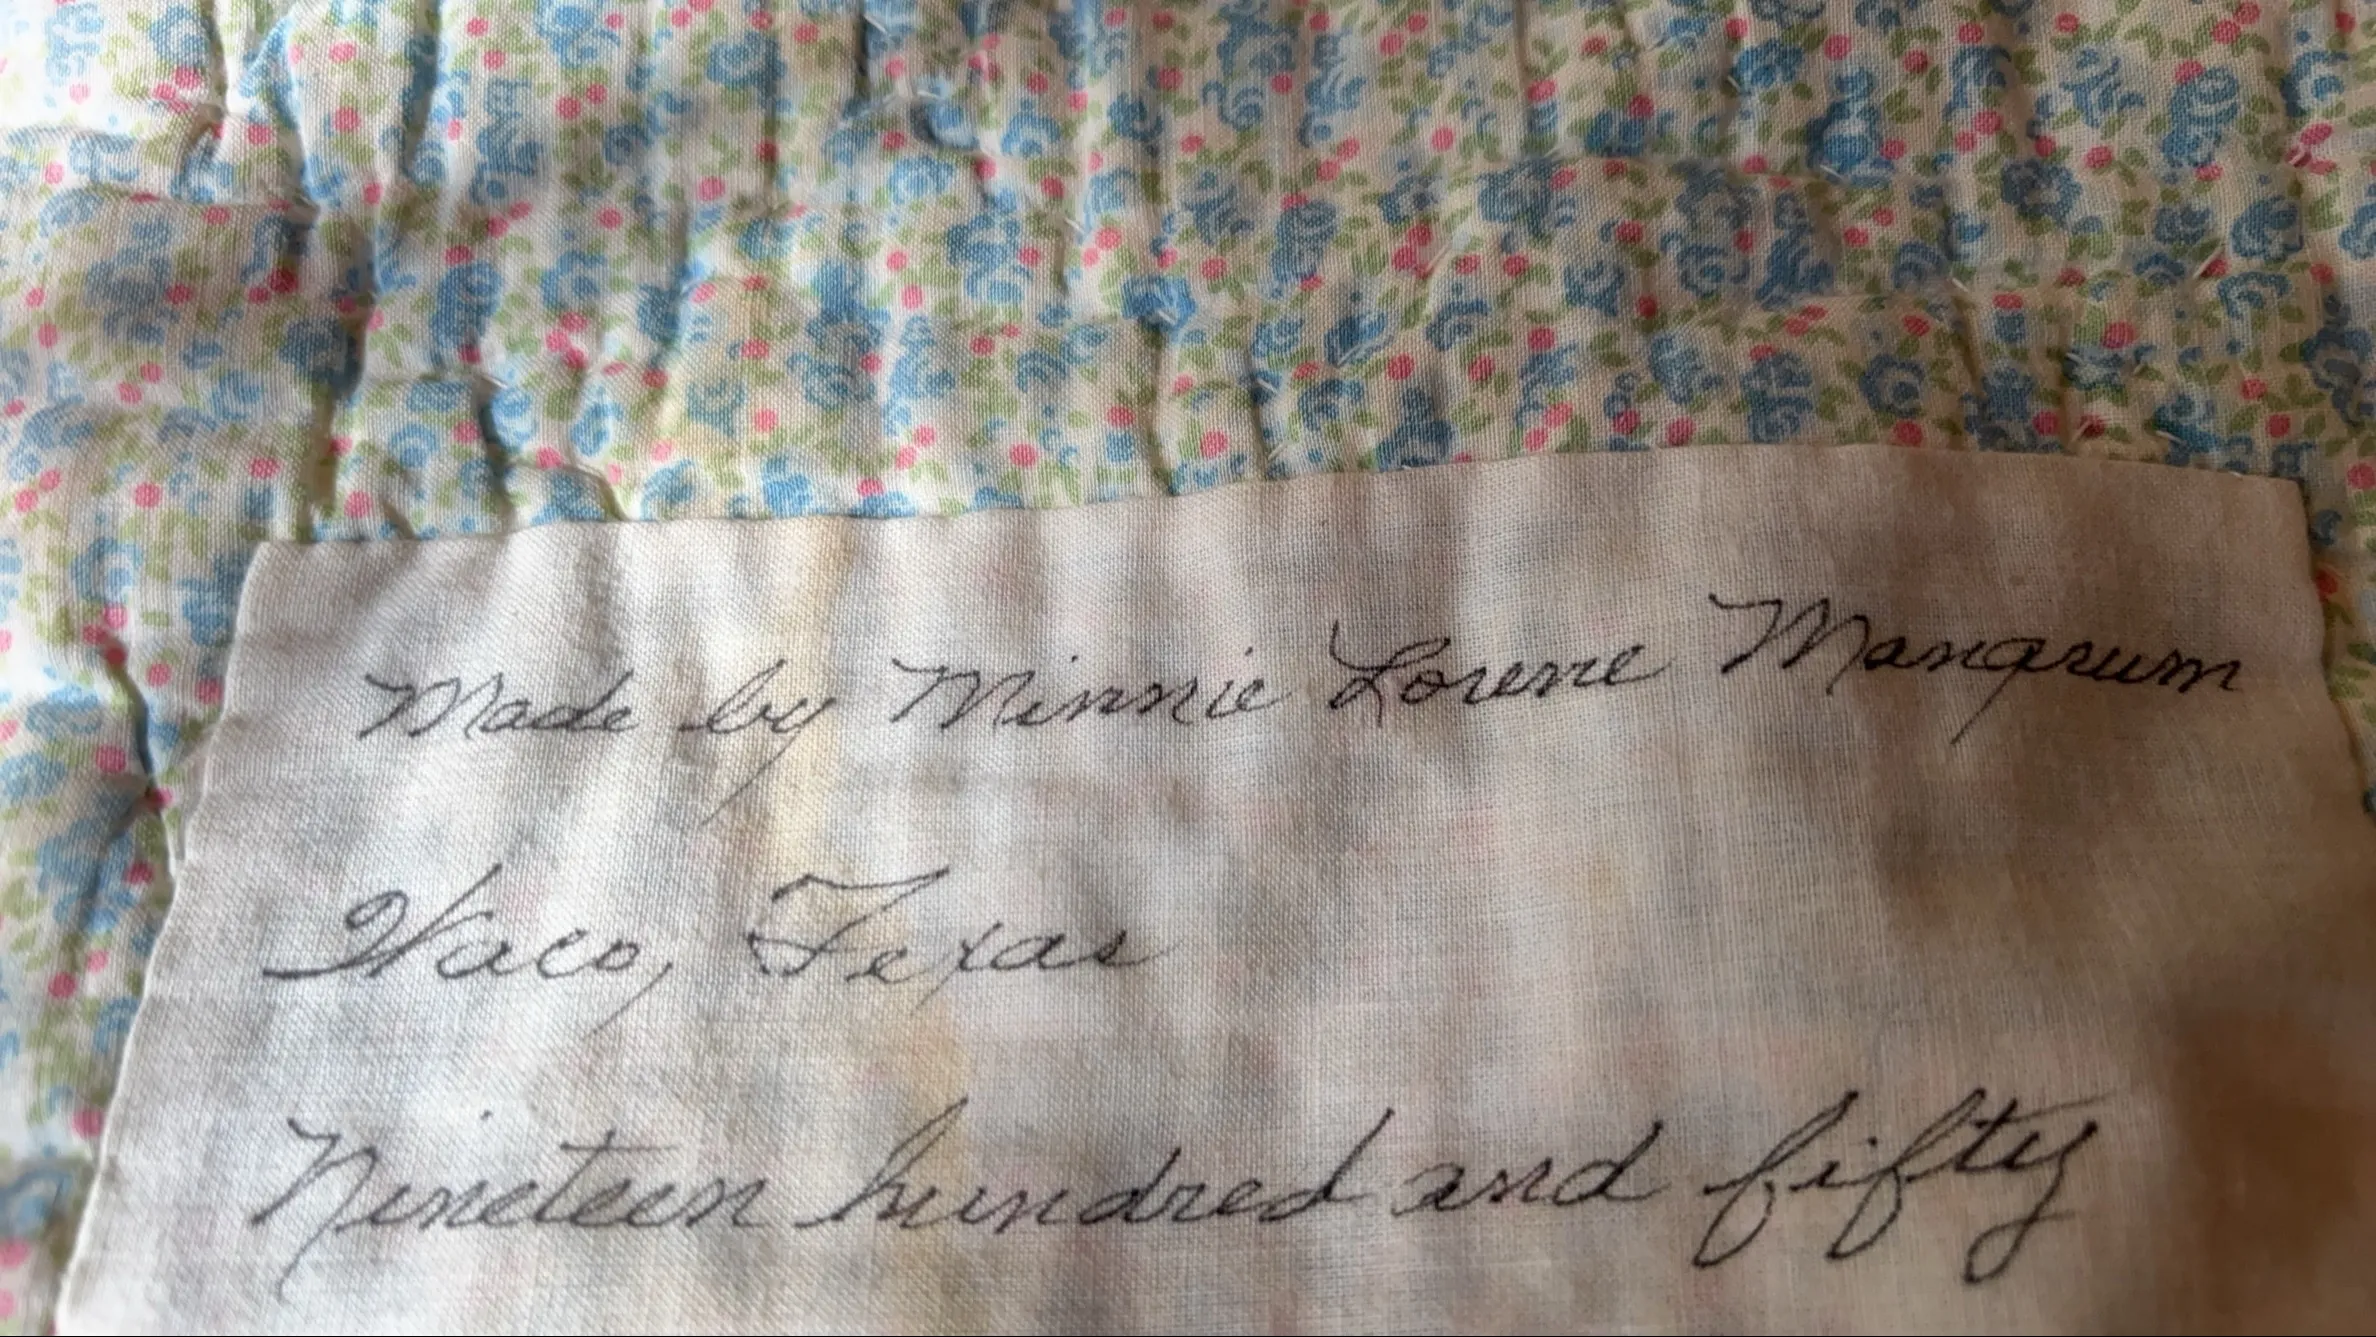 Made by Minnie Lorene Mangrum
Waco, Texas
Nineteen hundred and fifty